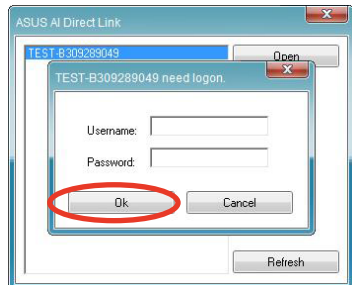 ASUS AI Direct Link
TEST-B309289049
Open
TEST-B309289049 need logon.
Username:
Password:
Ok
Cancel
Refresh